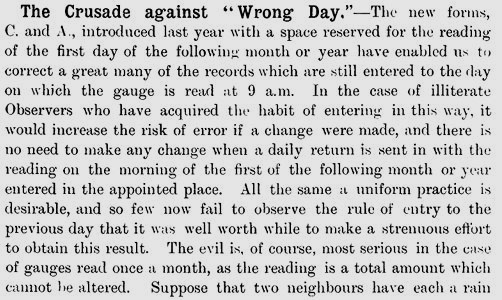 The Crusade against "Wrong Day."—The new forms,
C. and A., introduced last year with a space reserved for the reading
of the first day of the following month or year have enabled us to
correct a great many of the records which are still entered to the day
on which the gauge is read at 9 a.m. In the case of illiterate
Observers who have acquired the habit of entering in this way, it
would increase the risk of error if a change were made, and there is
no need to make any change when a daily return is sent in with the
reading on the morning of the first of the following month or year
entered in the appointed place. All the same a uniform practice is
desirable, and so few now fail to observe the rule of entry to the
previous day that it was well worth while to make a strenuous effort
to obtain this result. The evil is, of course, most serious in the case
of gauges read once a month, as the reading is a total amount which
cannot be altered. Suppose that two neighbours have each a rain